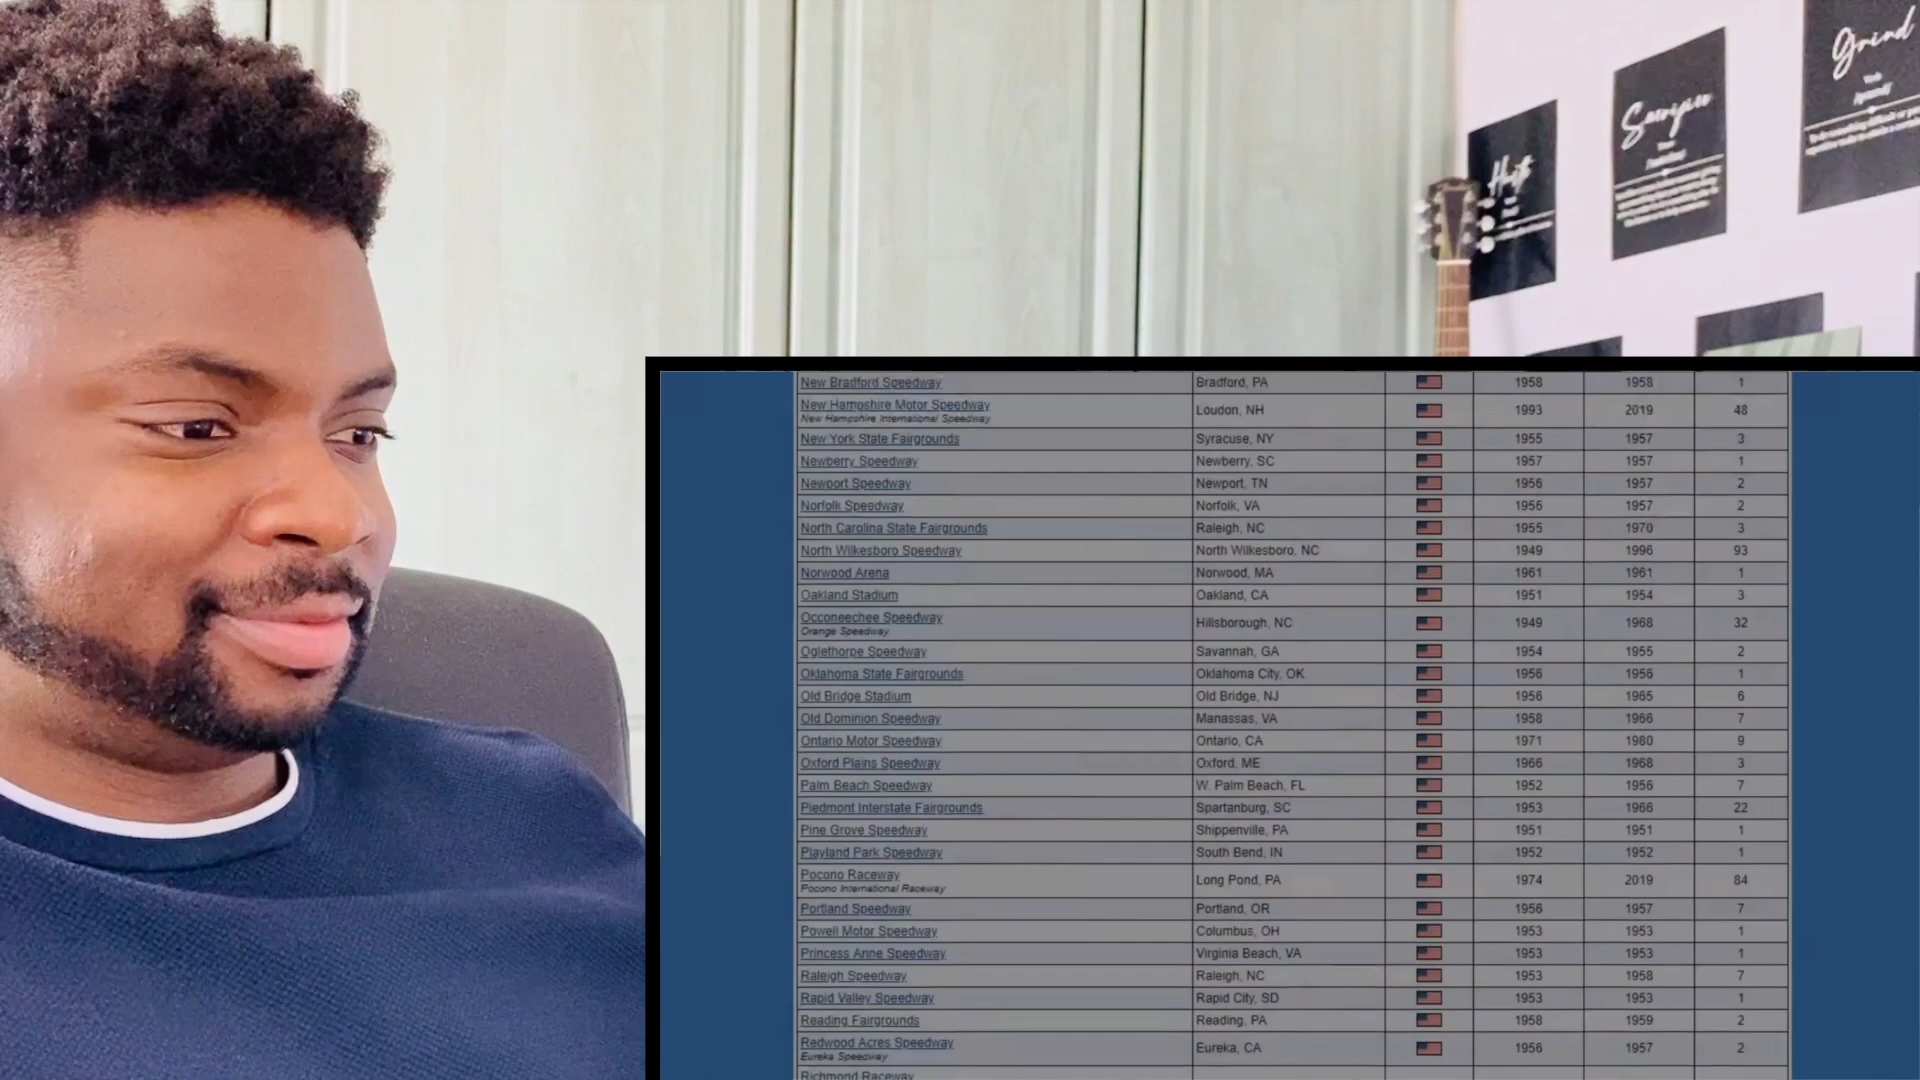 Grind
Sacrifice
Hustle
New Bradford Speedway Bradford, PA 1958 1958 1
New Hampshire Motor Speedway Loudon, NH 1993 2019 48
New Hampshire International Speedway
New York State Fairgrounds Syracuse, NY 1955 1957 3
Newberry Speedway Newberry, SC 1957 1957 1
Newport Speedway Newport, TN 1956 1957 2
Norfolk Speedway Norfolk, VA 1956 1957 2
North Carolina State Fairgrounds Raleigh, NC 1955 1970 3
North Wilkesboro Speedway North Wilkesboro, NC 1949 1996 93
Norwood Arena Norwood, MA 1961 1961 1
Oakland Stadium Oakland, CA 1951 1954 3
Occoneechee Speedway Hillsborough, NC 1949 1968 32
Orange Speedway
Oglethorpe Speedway Savannah, GA 1954 1955 2
Oklahoma State Fairgrounds Oklahoma City, OK 1956 1956 1
Old Bridge Stadium Old Bridge, NJ 1956 1965 6
Old Dominion Speedway Manassas, VA 1958 1966 7
Ontario Motor Speedway Ontario, CA 1971 1980 9
Oxford Plains Speedway Oxford, ME 1966 1968 3
Palm Beach Speedway W. Palm Beach, FL 1952 1956 7
Piedmont Interstate Fairgrounds Spartanburg, SC 1953 1966 22
Pine Grove Speedway Shippenville, PA 1951 1951 1
Playland Park Speedway South Bend, IN 1952 1952 1
Pocono Raceway Long Pond, PA 1974 2019 84
Pocono International Raceway
Portland Speedway Portland, OR 1956 1957 7
Powell Motor Speedway Columbus, OH 1953 1953 1
Princess Anne Speedway Virginia Beach, VA 1953 1953 1
Raleigh Speedway Raleigh, NC 1953 1958 7
Rapid Valley Speedway Rapid City, SD 1953 1953 1
Reading Fairgrounds Reading, PA 1958 1959 2
Redwood Acres Speedway Eureka, CA 1956 1957 2
Eureka Speedway
Richmond Raceway